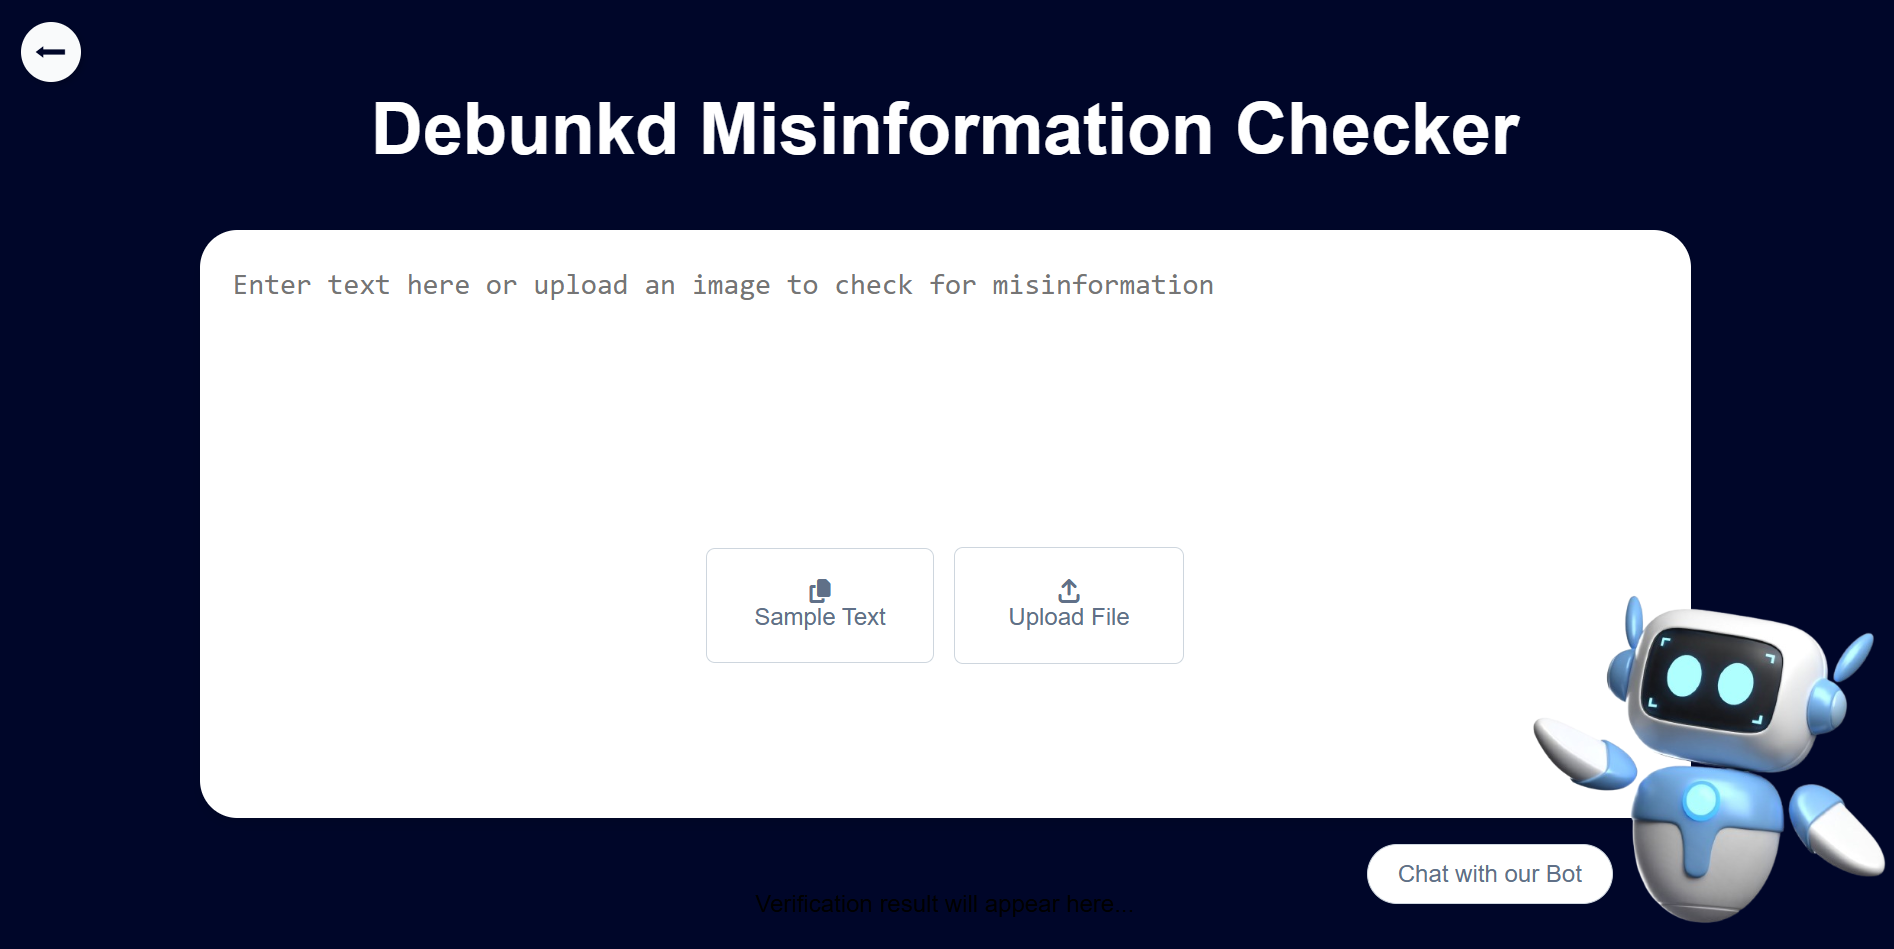 Debunkd Misinformation Checker
Enter text here or upload an image to check for misinformation
Sample Text
Upload File
Chat with our Bot
Verification result will appear here...